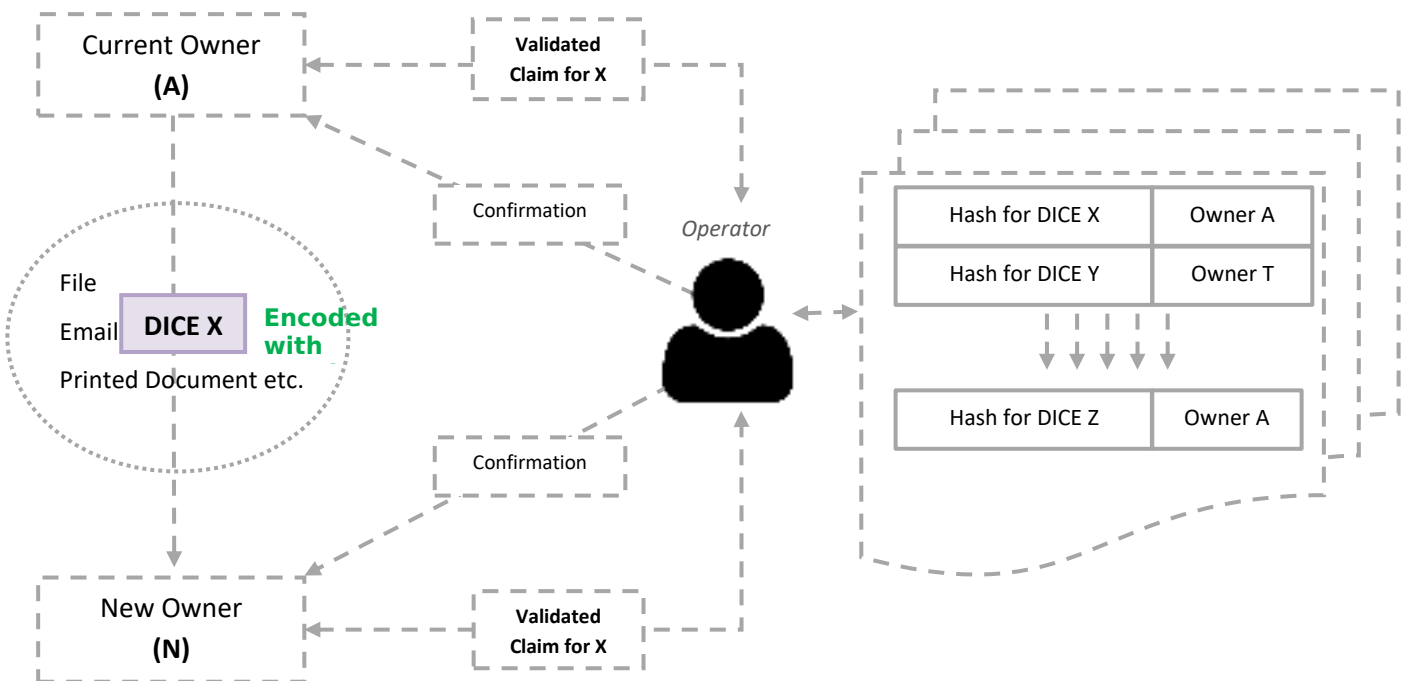 Current Owner
(A)
Validated
Claim for X
Confirmation
Operator
Hash for DICE X
Owner A
Hash for DICE Y
Owner T
Hash for DICE Z
Owner A
File
Email
DICE X
Encoded
with
Printed Document etc.
Confirmation
New Owner
(N)
Validated
Claim for X